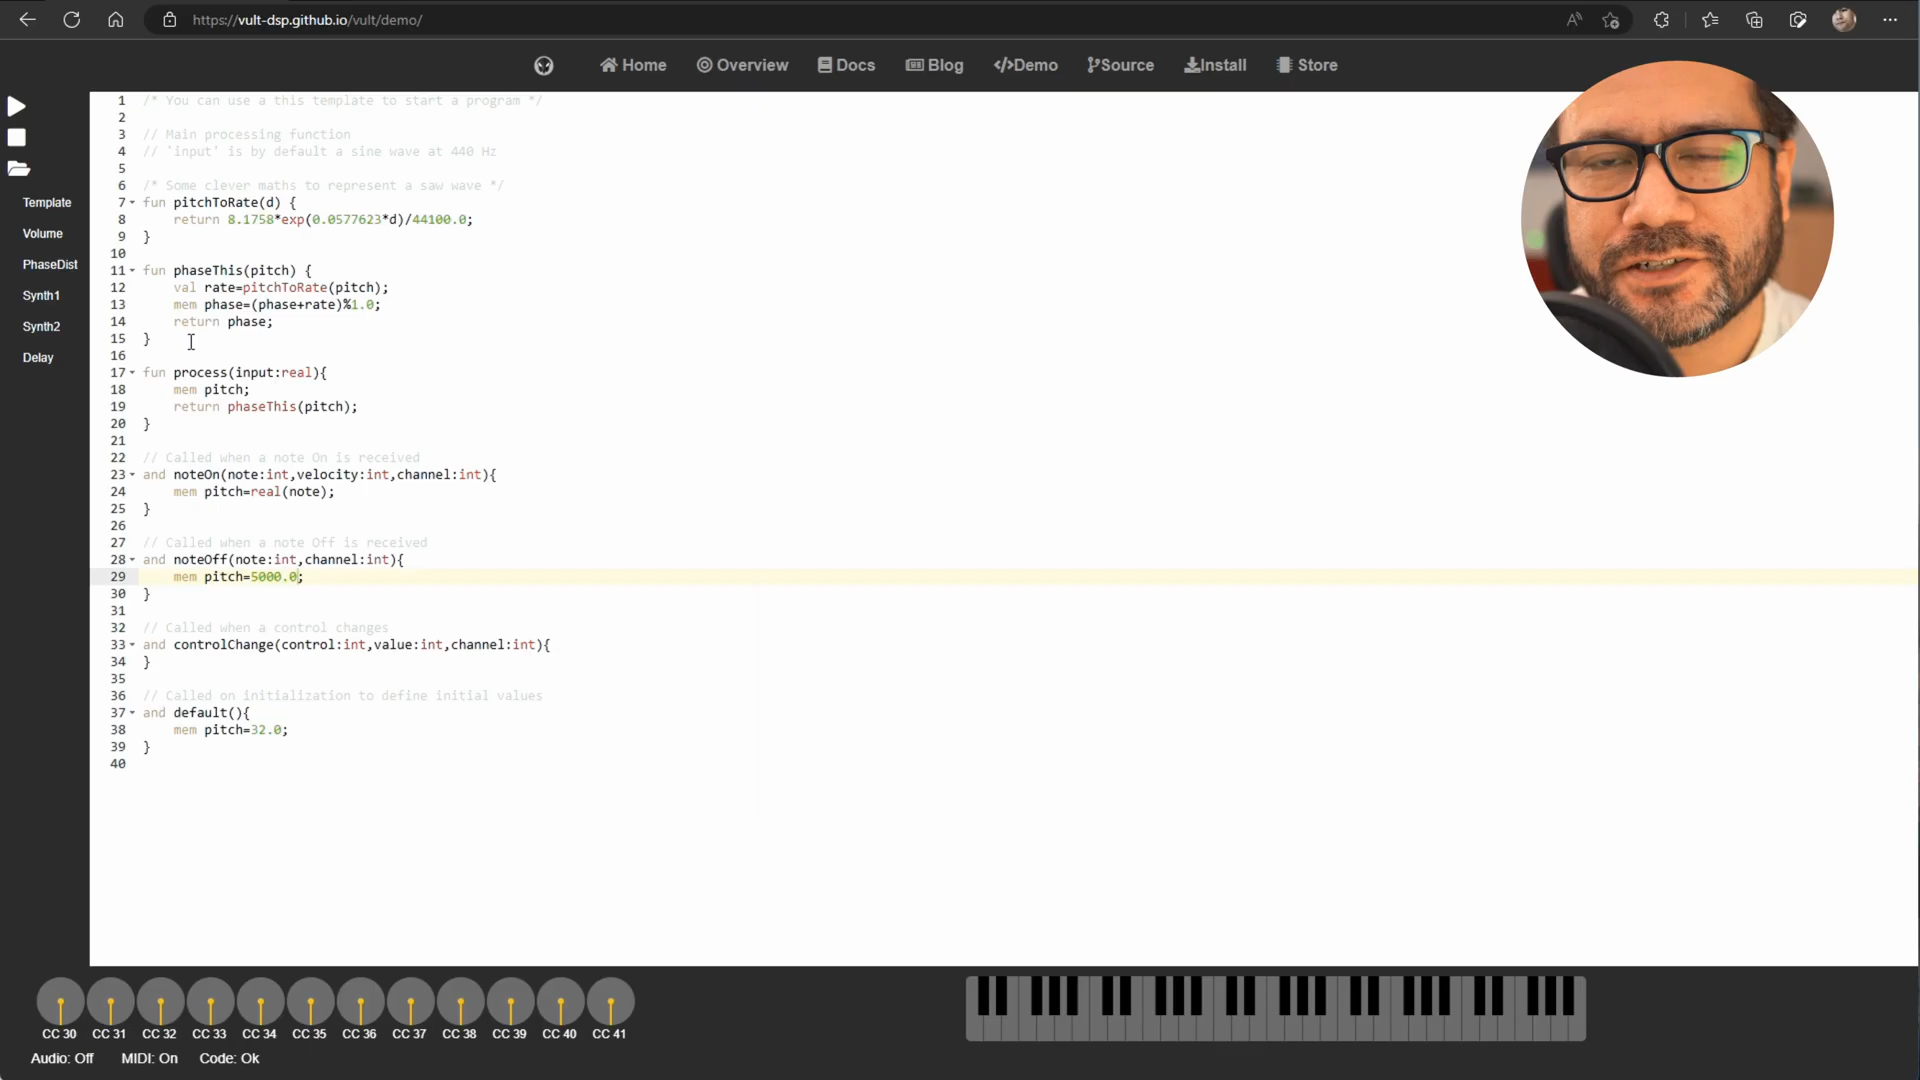 https://vult-dsp.github.io/vult/demo/
Home Overview Docs Blog </>Demo Source Install Store
Template
Volume
PhaseDist
Synth1
Synth2
Delay
1 /* You can use a this template to start a program */
2
3 // Main processing function
4 // 'input' is by default a sine wave at 440 Hz
5
6 /* Some clever maths to represent a saw wave */
7 fun pitchToRate(d) {
8 return 8.1758*exp(0.0577623*d)/44100.0;
9 }
10
11 fun phaseThis(pitch) {
12 val rate=pitchToRate(pitch);
13 mem phase=(phase+rate)%1.0;
14 return phase;
15 }
16
17 fun process(input:real){
18 mem pitch;
19 return phaseThis(pitch);
20 }
21
22 // Called when a note On is received
23 and noteOn(note:int,velocity:int,channel:int){
24 mem pitch=real(note);
25 }
26
27 // Called when a note Off is received
28 and noteOff(note:int,channel:int){
29 mem pitch=5000.0;
30 }
31
32 // Called when a control changes
33 and controlChange(control:int,value:int,channel:int){
34 }
35
36 // Called on initialization to define initial values
37 and default(){
38 mem pitch=32.0;
39 }
40
CC 30 CC 31 CC 32 CC 33 CC 34 CC 35 CC 36 CC 37 CC 38 CC 39 CC 40 CC 41
Audio: Off MIDI: On Code: Ok